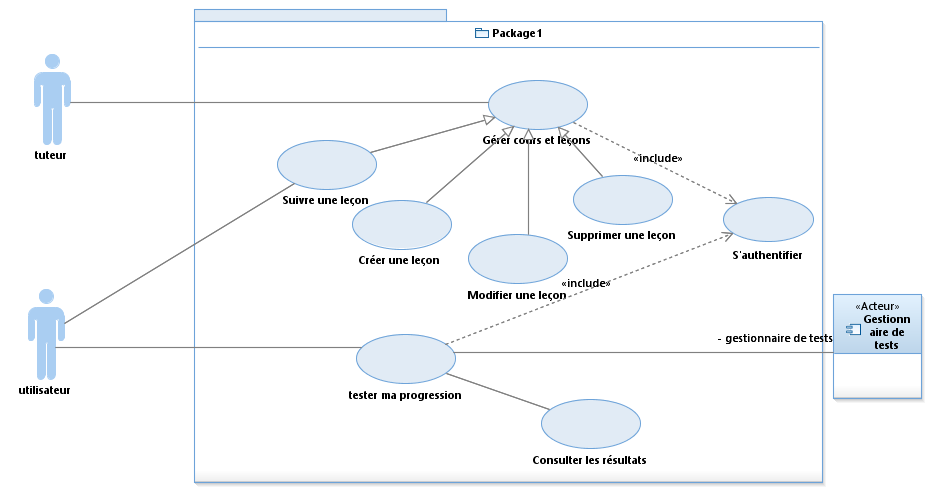 Package1
tuteur
Gérer cours et leçons
«include»
Suivre une leçon
Créer une leçon
Supprimer une leçon
S'authentifier
Modifier une leçon
«include»
«Acteur»
Gestionn
aire de
tests
- gestionnaire de tests
utilisateur
tester ma progression
Consulter les résultats